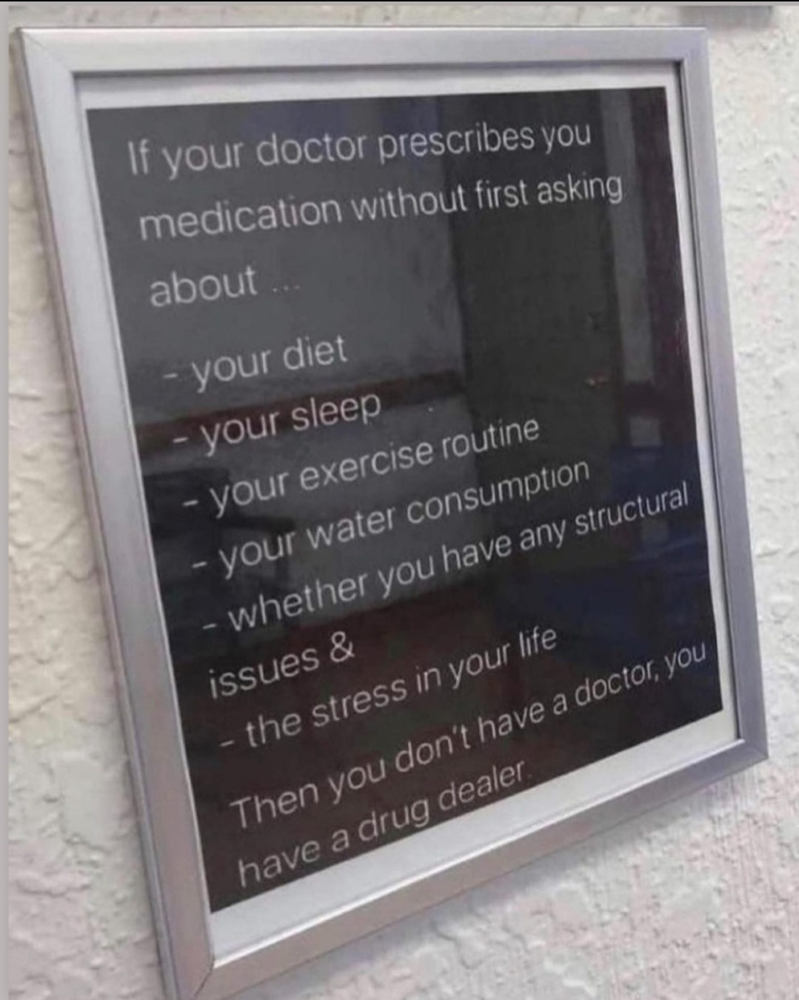 If your doctor prescribes you
medication without first asking
about ...
- your diet
- your sleep
- your exercise routine
- your water consumption
- whether you have any structural
issues &
- the stress in your life
Then you don't have a doctor, you
have a drug dealer.